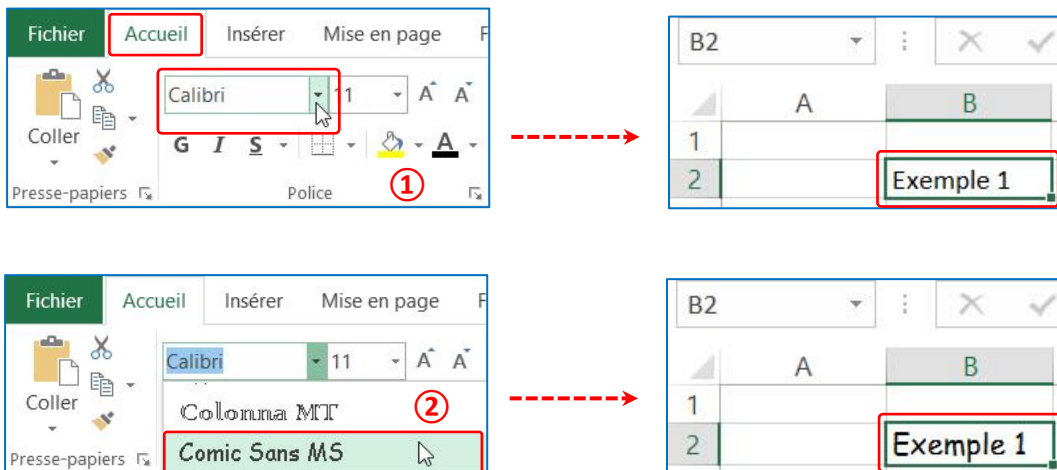 Fichier Accueil Insérer Mise en page F
Calibri 11 A A
Coller
G I S A
Presse-papiers Police ①
B2
A B
1
2 Exemple 1
Fichier Accueil Insérer Mise en page F
Calibri 11 A A
Coller
Colonna MT ②
Presse-papiers Comic Sans MS
B2
A B
1
2 Exemple 1